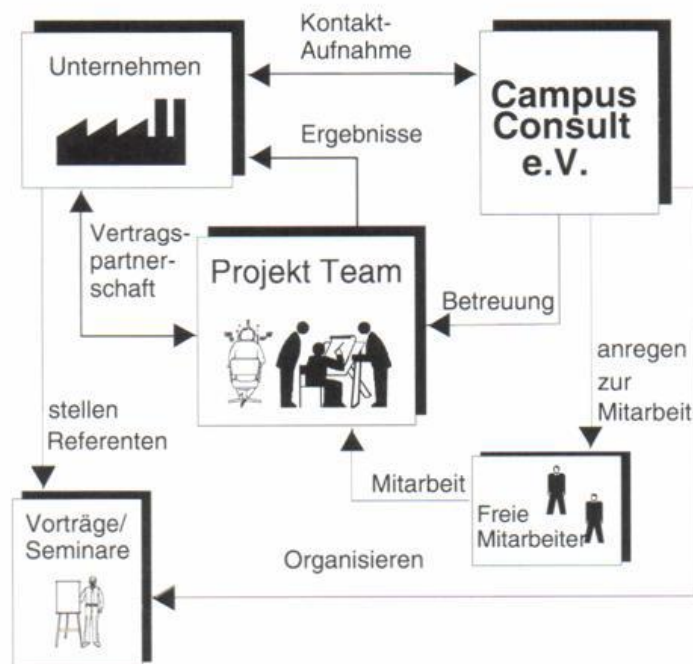 Kontakt-
Aufnahme
Unternehmen
Campus
Consult
e.V.
Ergebnisse
Vertrags-
partner-
schaft
Projekt Team
Betreuung
anregen
zur
Mitarbeit
stellen
Referenten
Mitarbeit
Freie
Mitarbeiter
Vorträge/
Seminare
Organisieren